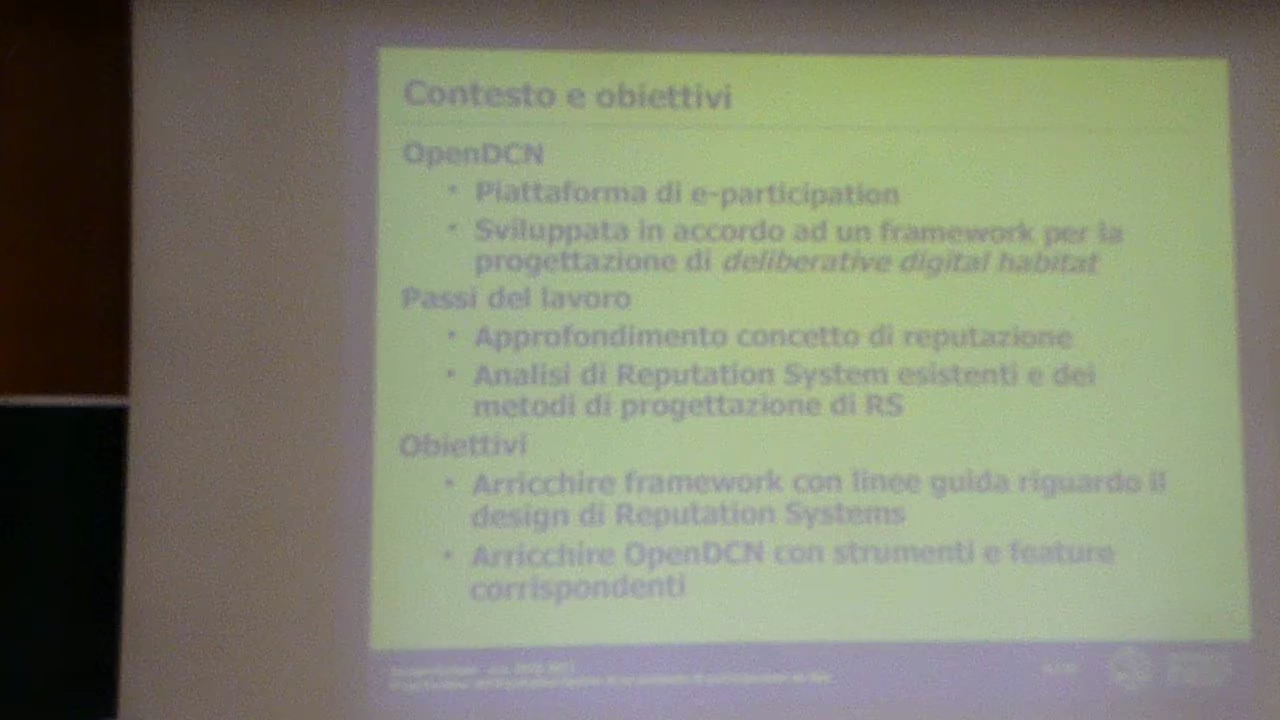 Contesto e obiettivi
OpenDCN
• Piattaforma di e-participation
• Sviluppata in accordo ad un framework per la
progettazione di deliberative digital habitat
Passi del lavoro
• Approfondimento concetto di reputazione
• Analisi di Reputation System esistenti e dei
metodi di progettazione di RS
Obiettivi
• Arricchire framework con linee guida riguardo il
design di Reputation Systems
• Arricchire OpenDCN con strumenti e feature
corrispondenti